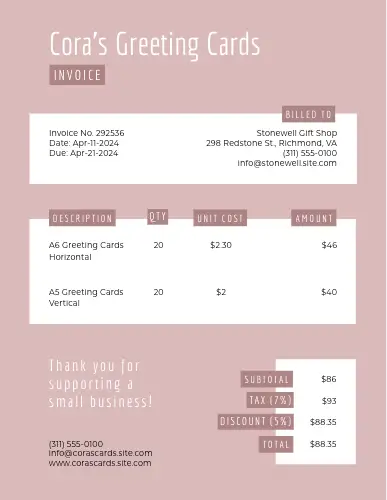 Cora's Greeting Cards
INVOICE
BILLED TO
Invoice No. 292536
Date: Apr-11-2024
Due: Apr-21-2024
Stonewell Gift Shop
298 Redstone St., Richmond, VA
(311) 555-0100
info@stonewell.site.com
DESCRIPTION QTY UNIT COST AMOUNT
A6 Greeting Cards 20 $2.30 $46
Horizontal
A5 Greeting Cards 20 $2 $40
Vertical
Thank you for
supporting a
small business!
SUBTOTAL $86
TAX (7%) $93
DISCOUNT (5%) $88.35
TOTAL $88.35
(311) 555-0100
info@corascards.site.com
www.corascards.site.com